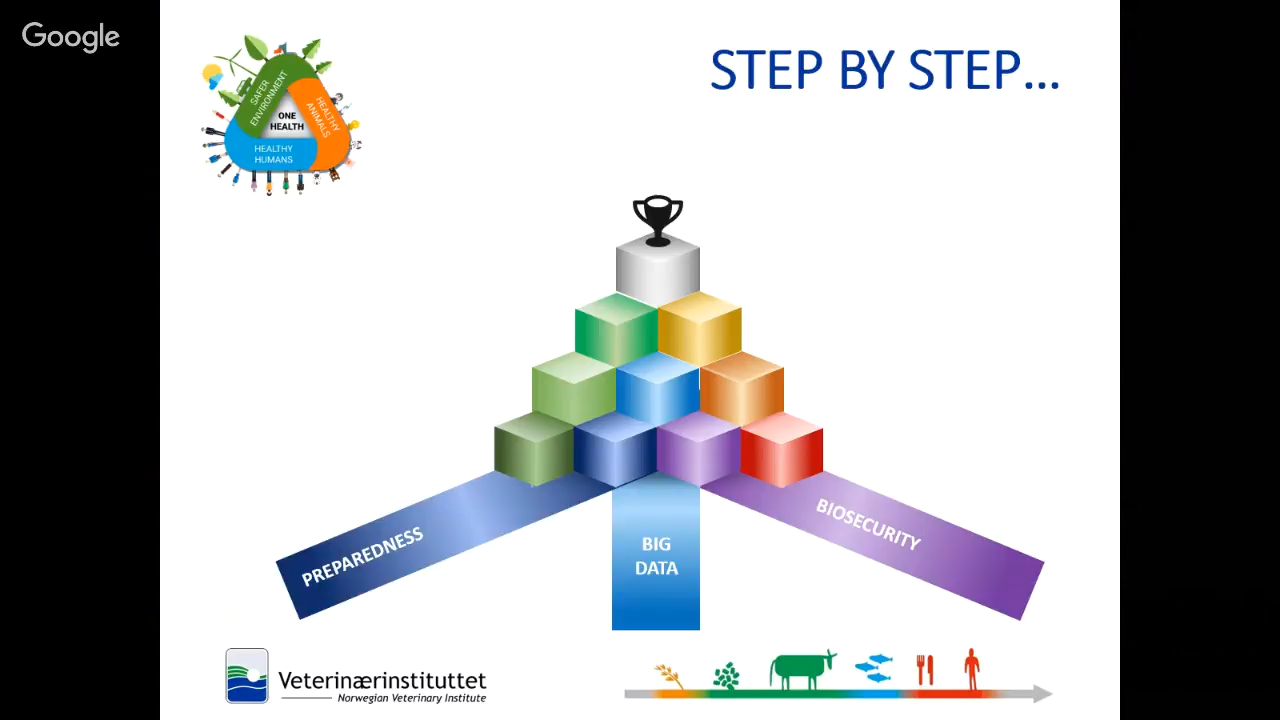 Google
STEP BY STEP...
SAFER
ENVIRONMENT
HEALTHY
ANIMALS
ONE
HEALTH
HEALTHY
HUMANS
PREPAREDNESS
BIG
DATA
BIOSECURITY
Veterinærinstituttet
Norwegian Veterinary Institute